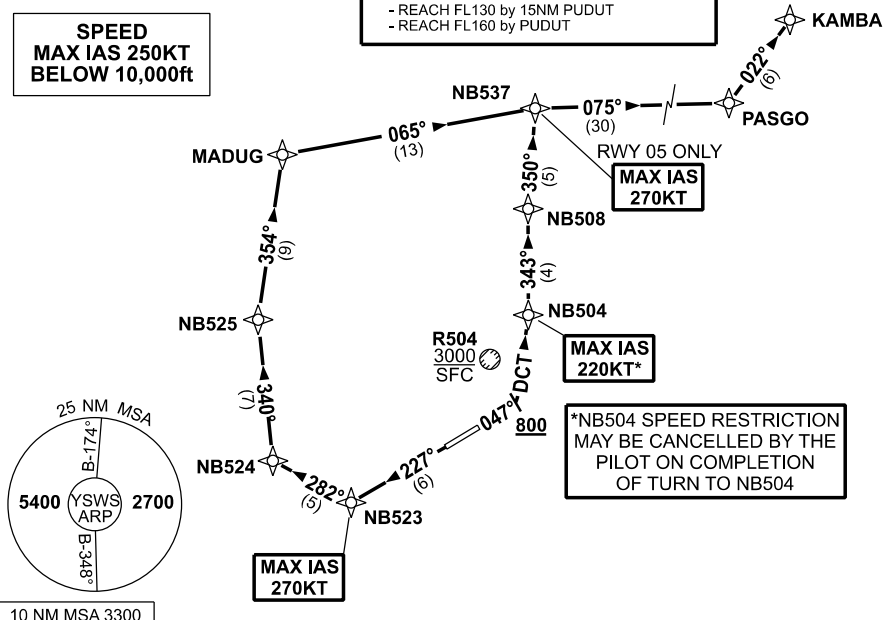 - REACH FL130 by 15NM PUDUT
- REACH FL160 by PUDUT
SPEED
MAX IAS 250KT
BELOW 10,000ft
KAMBA
022°
(6)
NB537
075°
(30)
PASGO
MADUG
065°
(13)
RWY 05 ONLY
MAX IAS
270KT
350°
(5)
NB508
354°
(9)
343°
(4)
NB525
NB504
R504
3000
SFC
MAX IAS
220KT*
DCT
340°
(7)
047°
800
*NB504 SPEED RESTRICTION
MAY BE CANCELLED BY THE
PILOT ON COMPLETION
OF TURN TO NB504
25 NM MSA
B-174°
5400
YSWS
ARP
2700
B-348°
NB524
227°
(6)
282°
(5)
NB523
MAX IAS
270KT
10 NM MSA 3300